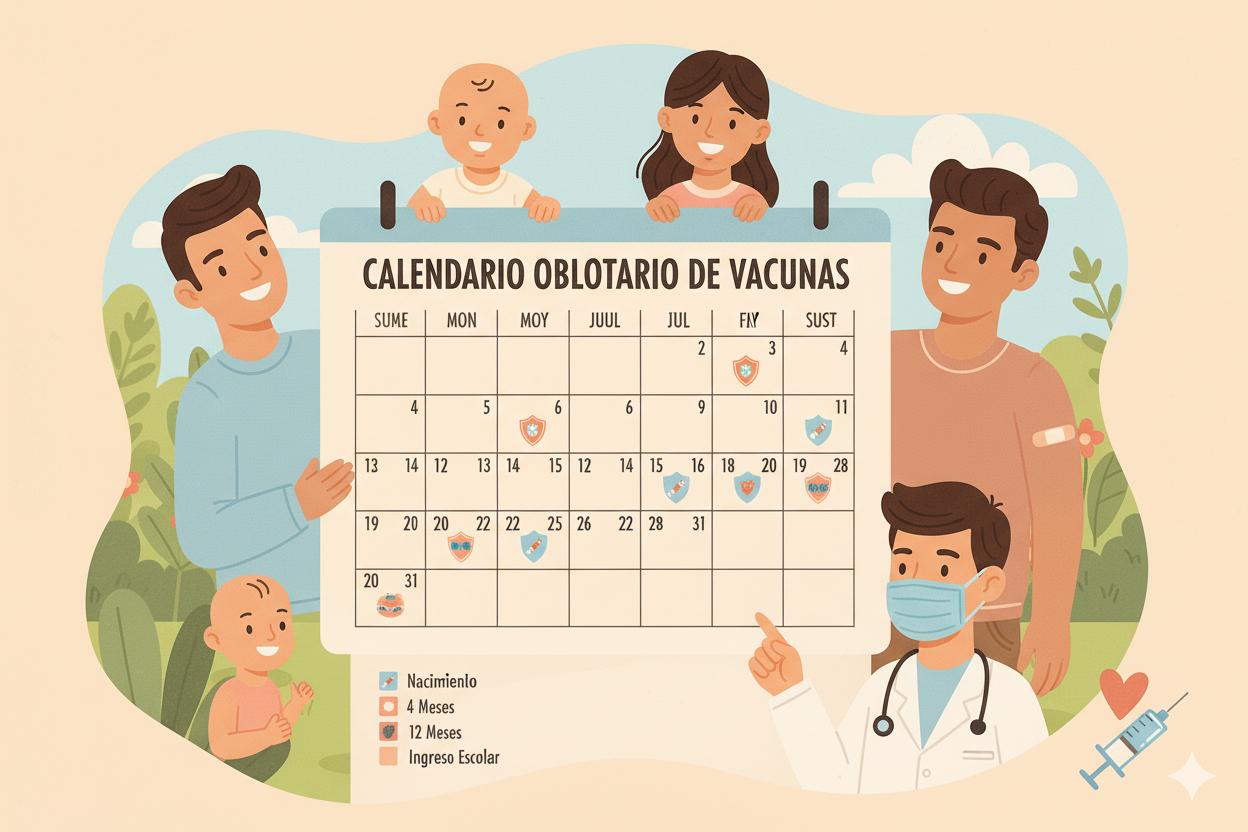 CALENDARIO OBLOTARIO DE VACUNAS
SUME MON MOY JUUL JUL FAY SUST
2 3 4
4 5 6 6 9 10 11
13 14 12 13 14 15 12 14 15 16 18 20 19 28
19 20 20 22 22 25 26 22 28 31
20 31
Nacimiento
4 Meses
12 Meses
Ingreso Escolar